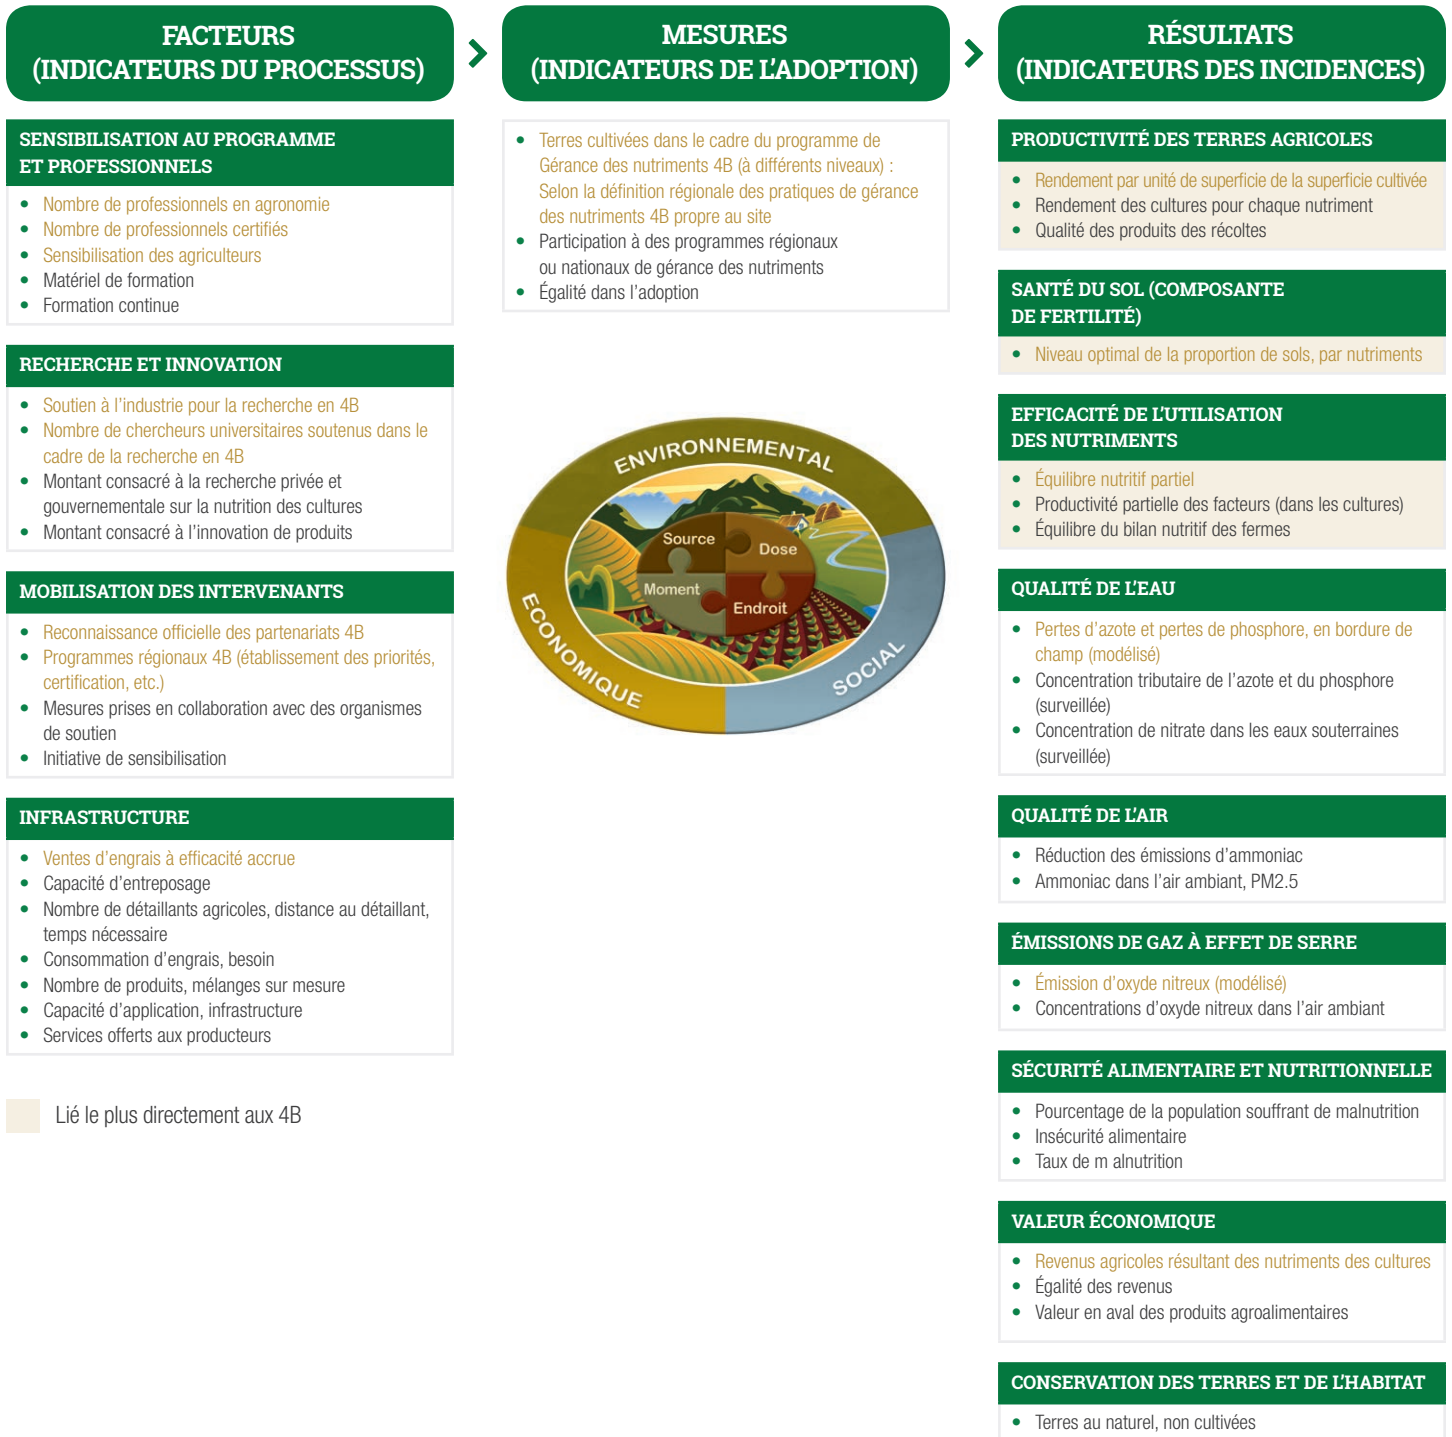 FACTEURS
(INDICATEURS DU PROCESSUS)
SENSIBILISATION AU PROGRAMME
ET PROFESSIONNELS
• Nombre de professionnels en agronomie
• Nombre de professionnels certifiés
• Sensibilisation des agriculteurs
• Matériel de formation
• Formation continue
RECHERCHE ET INNOVATION
• Soutien à l’industrie pour la recherche en 4B
• Nombre de chercheurs universitaires soutenus dans le
cadre de la recherche en 4B
• Montant consacré à la recherche privée et
gouvernementale sur la nutrition des cultures
• Montant consacré à l’innovation de produits
MOBILISATION DES INTERVENANTS
• Reconnaissance officielle des partenariats 4B
• Programmes régionaux 4B (établissement des priorités,
certification, etc.)
• Mesures prises en collaboration avec des organismes
de soutien
• Initiative de sensibilisation
INFRASTRUCTURE
• Ventes d’engrais à efficacité accrue
• Capacité d’entreposage
• Nombre de détaillants agricoles, distance au détaillant,
temps nécessaire
• Consommation d’engrais, besoin
• Nombre de produits, mélanges sur mesure
• Capacité d’application, infrastructure
• Services offerts aux producteurs
Lié le plus directement aux 4B
MESURES
(INDICATEURS DE L’ADOPTION)
• Terres cultivées dans le cadre du programme de
Gérance des nutriments 4B (à différents niveaux) :
Selon la définition régionale des pratiques de gérance
des nutriments 4B propre au site
• Participation à des programmes régionaux
ou nationaux de gérance des nutriments
• Égalité dans l’adoption
ENVIRONNEMENTAL
Source
Dose
Moment
Endroit
ECONOMIQUE
SOCIAL
RÉSULTATS
(INDICATEURS DES INCIDENCES)
PRODUCTIVITÉ DES TERRES AGRICOLES
• Rendement par unité de superficie de la superficie cultivée
• Rendement des cultures pour chaque nutriment
• Qualité des produits des récoltes
SANTÉ DU SOL (COMPOSANTE
DE FERTILITÉ)
• Niveau optimal de la proportion de sols, par nutriments
EFFICACITÉ DE L’UTILISATION
DES NUTRIMENTS
• Équilibre nutritif partiel
• Productivité partielle des facteurs (dans les cultures)
• Équilibre du bilan nutritif des fermes
QUALITÉ DE L’EAU
• Pertes d’azote et pertes de phosphore, en bordure de
champ (modélisé)
• Concentration tributaire de l’azote et du phosphore
(surveillée)
• Concentration de nitrate dans les eaux souterraines
(surveillée)
QUALITÉ DE L’AIR
• Réduction des émissions d’ammoniac
• Ammoniac dans l’air ambiant, PM2.5
ÉMISSIONS DE GAZ À EFFET DE SERRE
• Émission d’oxyde nitreux (modélisé)
• Concentrations d’oxyde nitreux dans l’air ambiant
SÉCURITÉ ALIMENTAIRE ET NUTRITIONNELLE
• Pourcentage de la population souffrant de malnutrition
• Insécurité alimentaire
• Taux de m alnutrition
VALEUR ÉCONOMIQUE
• Revenus agricoles résultant des nutriments des cultures
• Égalité des revenus
• Valeur en aval des produits agroalimentaires
CONSERVATION DES TERRES ET DE L’HABITAT
• Terres au naturel, non cultivées